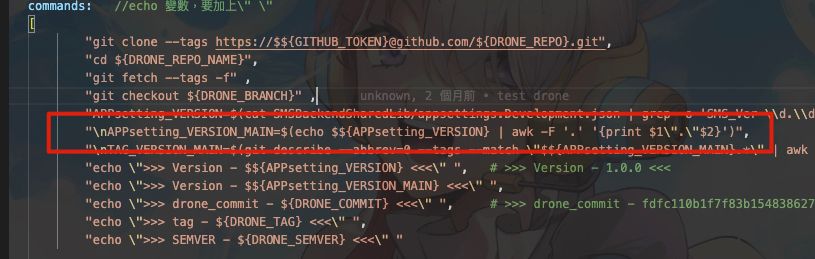 commands:   //echo 變數，要加上\" \"
[
"git clone --tags https://$${GITHUB_TOKEN}@github.com/${DRONE_REPO}.git",
"cd ${DRONE_REPO_NAME}",
"git fetch --tags -f" ,
"git checkout ${DRONE_BRANCH}" ,    unknown, 2 個月前 • test drone
"APPsetting_VERSION=$(cat SMSBackendSharedLib/appsettings.Development.json | grep 'SMS_Ver \\d.\\d
"\nAPPsetting_VERSION_MAIN=$(echo $${APPsetting_VERSION} | awk -F '.' '{print $1\".\"$2}')",
"\nTAG_VERSION_MAIN=$(git describe --abbrev=0 --tags --match \"$${APPsetting_VERSION_MAIN}.*\" | awk
"echo \">>> Version - $${APPsetting_VERSION} <<<\" ",   # >>> Version - 1.0.0 <<<
"echo \">>> Version - $${APPsetting_VERSION_MAIN} <<<\" ",
"echo \">>> drone_commit - ${DRONE_COMMIT} <<<\" ",    # >>> drone_commit - fdfc110b1f7f83b154838627
"echo \">>> tag - ${DRONE_TAG} <<<\" ",
"echo \">>> SEMVER - ${DRONE_SEMVER} <<<\" "